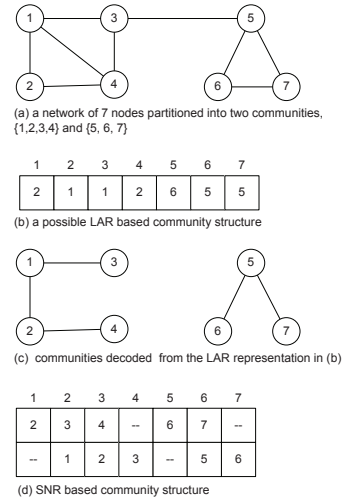 1 3 5
2 4 6 7
(a) a network of 7 nodes partitioned into two communities,
{1,2,3,4} and {5, 6, 7}
1 2 3 4 5 6 7
2 1 1 2 6 5 5
(b) a possible LAR based community structure
1 3 5
2 4 6 7
(c) communities decoded from the LAR representation in (b)
1 2 3 4 5 6 7
2 3 4 -- 6 7 --
-- 1 2 3 -- 5 6
(d) SNR based community structure